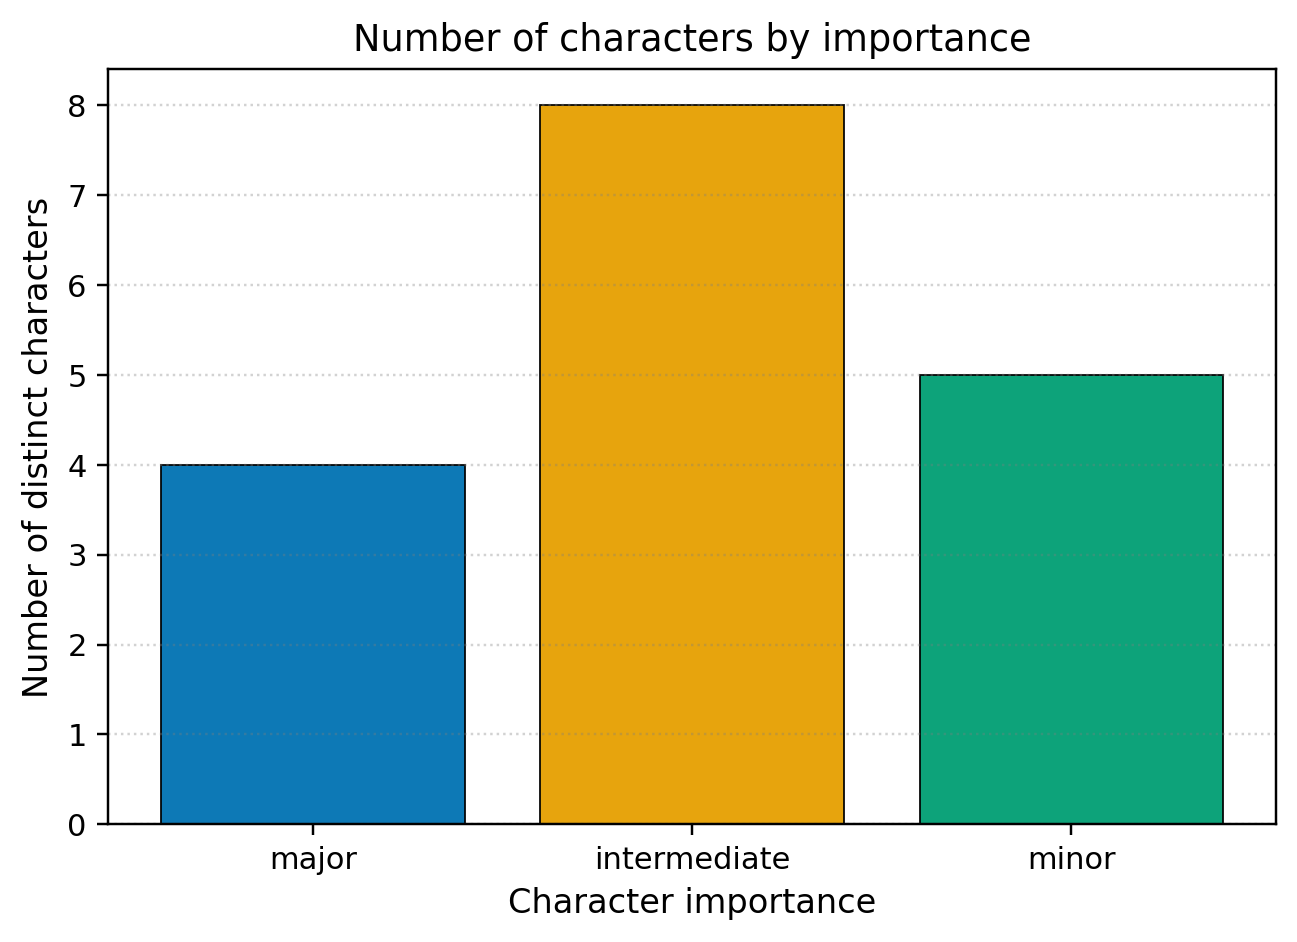 Number of characters by importance
Number of distinct characters
8
7
6
5
4
3
2
1
0
major
intermediate
minor
Character importance